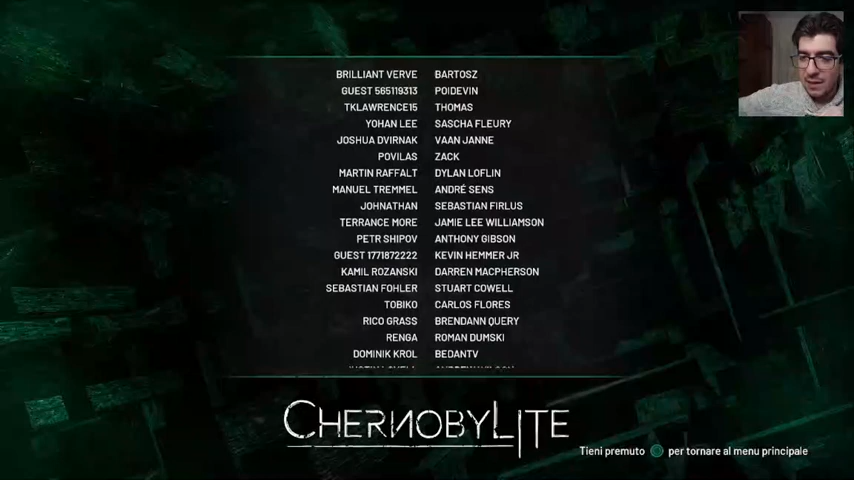 BRILLIANT VERVE BARTOSZ
GUEST 565119313 POIDEVIN
TKLAWRENCE15 THOMAS
YOHAN LEE SASCHA FLEURY
JOSHUA DVIRNAK VAAN JANNE
POVILAS ZACK
MARTIN RAFFALT DYLAN LOFLIN
MANUEL TREMMEL ANDRÉ SENS
JOHNATHAN SEBASTIAN FIRLUS
TERRANCE MORE JAMIE LEE WILLIAMSON
PETR SHIPOV ANTHONY GIBSON
GUEST 1771872222 KEVIN HEMMER JR
KAMIL ROZANSKI DARREN MACPHERSON
SEBASTIAN FOHLER STUART COWELL
TOBIKO CARLOS FLORES
RICO GRASS BRENDANN QUERY
RENGA ROMAN DUMSKI
DOMINIK KROL BEDANTV
CHERNOBYLITE
Tieni premuto per tornare al menu principale